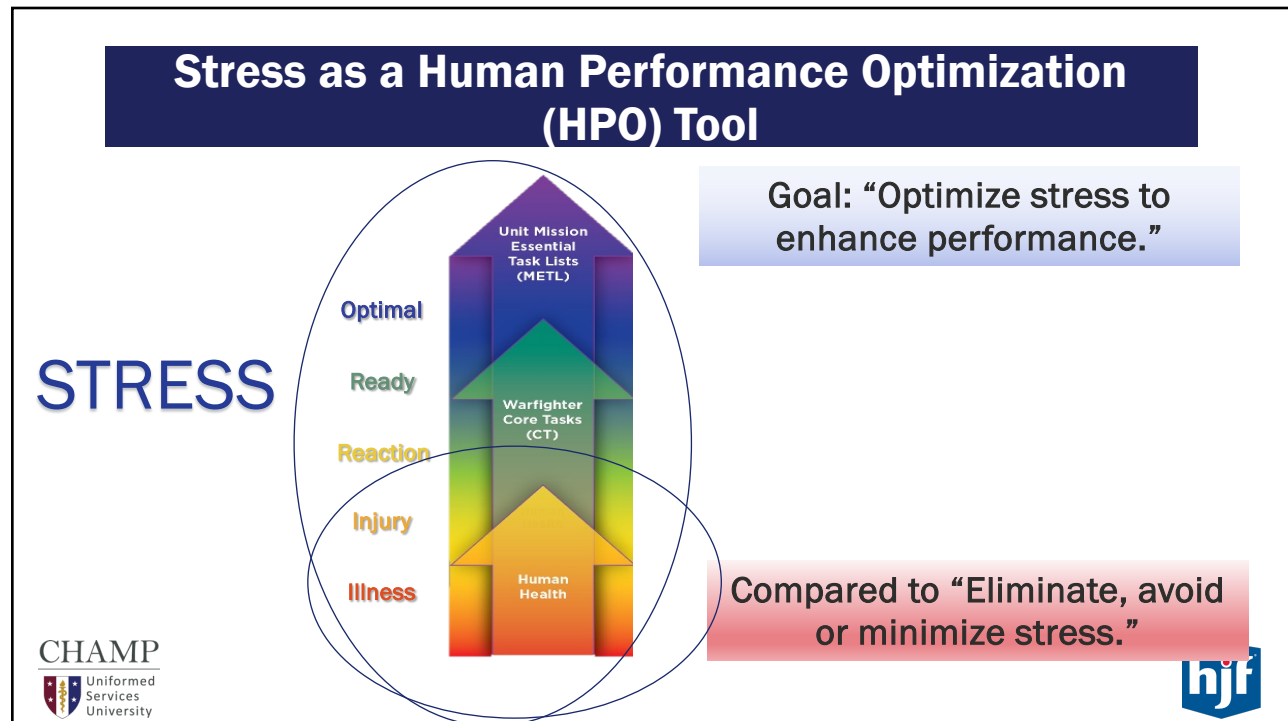 Stress as a Human Performance Optimization
(HPO) Tool
Goal: “Optimize stress to
enhance performance.”
Unit Mission
Essential
Task Lists
(METL)
Optimal
STRESS
Ready
Warfighter
Core Tasks
(CT)
Reaction
Injury
Illness
Human
Health
Compared to “Eliminate, avoid
or minimize stress.”
CHAMP
Uniformed
Services
University
hjf